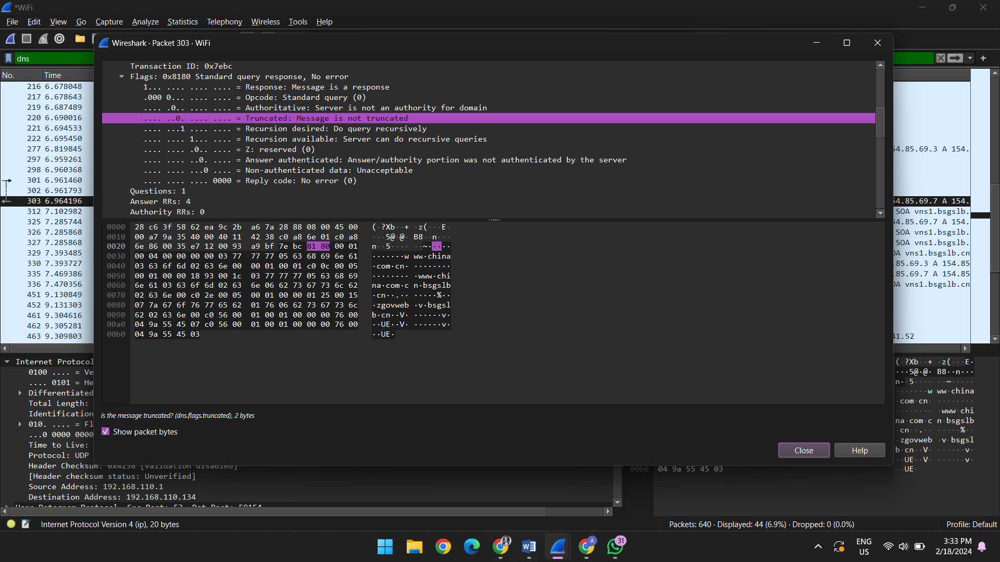 *WiFi
File Edit View Go Capture Analyze Statistics Telephony Wireless Tools Help
Wireshark · Packet 303 · WiFi
dns
No. Time
216 6.678048
217 6.678643
219 6.687489
220 6.690016
221 6.694533
222 6.695450
277 6.819845
297 6.959261
298 6.960368
301 6.961460
302 6.961793
303 6.964196
312 7.102982
325 7.285744
326 7.285868
327 7.285868
329 7.393485
330 7.393727
335 7.469386
336 7.470356
451 9.130849
452 9.131303
461 9.304616
462 9.305281
463 9.309803
Transaction ID: 0x7ebc
Flags: 0x8180 Standard query response, No error
1... .... .... .... = Response: Message is a response
.000 0... .... .... = Opcode: Standard query (0)
.... .0.. .... .... = Authoritative: Server is not an authority for domain
.... ..0. .... .... = Truncated: Message is not truncated
.... ...1 .... .... = Recursion desired: Do query recursively
.... .... 1... .... = Recursion available: Server can do recursive queries
.... .... .0.. .... = Z: reserved (0)
.... .... ..0. .... = Answer authenticated: Answer/authority portion was not authenticated by the server
.... .... ...0 .... = Non-authenticated data: Unacceptable
.... .... .... 0000 = Reply code: No error (0)
Questions: 1
Answer RRs: 4
Authority RRs: 0
0000 28 c6 3f 58 62 ea 9c 2b a6 7a 28 88 08 00 45 00 (·?Xb··+ ·z(···E·
0010 00 a7 9a 35 40 00 40 11 42 38 c0 a8 6e 01 c0 a8 ···5@·@· B8··n···
0020 6e 86 00 35 e7 12 00 93 a9 bf 7e bc 81 80 00 01 n··5···· ··~·····
0030 00 04 00 00 00 00 03 77 77 77 05 63 68 69 6e 61 ·······w ww·china
0040 03 63 6f 6d 02 63 6e 00 00 01 00 01 c0 0c 00 05 ·com·cn· ········
0050 00 01 00 00 18 93 00 1c 03 77 77 77 05 63 68 69 ········ ·www·chi
0060 6e 61 03 63 6f 6d 02 63 6e 06 62 73 67 73 6c 62 na·com·c n·bsgslb
0070 02 63 6e 00 c0 2e 00 05 00 01 00 00 01 25 00 15 ·cn··.·· ·····%··
0080 07 7a 67 6f 76 77 65 62 01 76 06 62 73 67 73 6c ·zgovweb ·v·bsgsl
0090 62 02 63 6e 00 c0 56 00 01 00 01 00 00 00 76 00 b·cn··V· ······v·
00a0 04 9a 55 45 07 c0 56 00 01 00 01 00 00 00 76 00 ··UE··V· ······v·
00b0 04 9a 55 45 03 ··UE·
Is the message truncated? (dns.flags.truncated), 2 bytes
Show packet bytes
Close Help
54.85.69.3 A 154.
54.85.69.7 A 154.
SOA vns1.bsgslb.
54.85.69.7 A 154.
SOA vns1.bsgslb.
SOA vns1.bsgslb.
OA vns1.bsgslb.cn
.85.69.3 A 154.85
.85.69.7 A 154.85
OA vns1.bsgslb.cn
41.52
Internet Protocol
0100 .... = Ve
.... 0101 = He
Differentiated
Total Length:
Identification
010. .... = Fl
...0 0000 0000
Time to Live:
Protocol: UDP
Header Checksum: 0x4238 [validation disabled]
[Header checksum status: Unverified]
Source Address: 192.168.110.1
Destination Address: 192.168.110.134
User Datagram Protocol, Src Port: 53, Dst Port: 59154
(·?Xb··+ ·z(···E·
···5@·@· B8··n···
n··5···· ··~·····
·······w ww·china
·com·cn· ········
········ ·www·chi
na·com·c n·bsgslb
·cn··.·· ·····%··
·zgovweb ·v·bsgsl
b·cn··V· ······v·
··UE··V· ······v·
00b0 04 9a 55 45 03 ··UE·
Internet Protocol Version 4 (ip), 20 bytes
Packets: 640 · Displayed: 44 (6.9%) · Dropped: 0 (0.0%)
Profile: Default
31
A
ENG
US
3:33 PM
2/18/2024